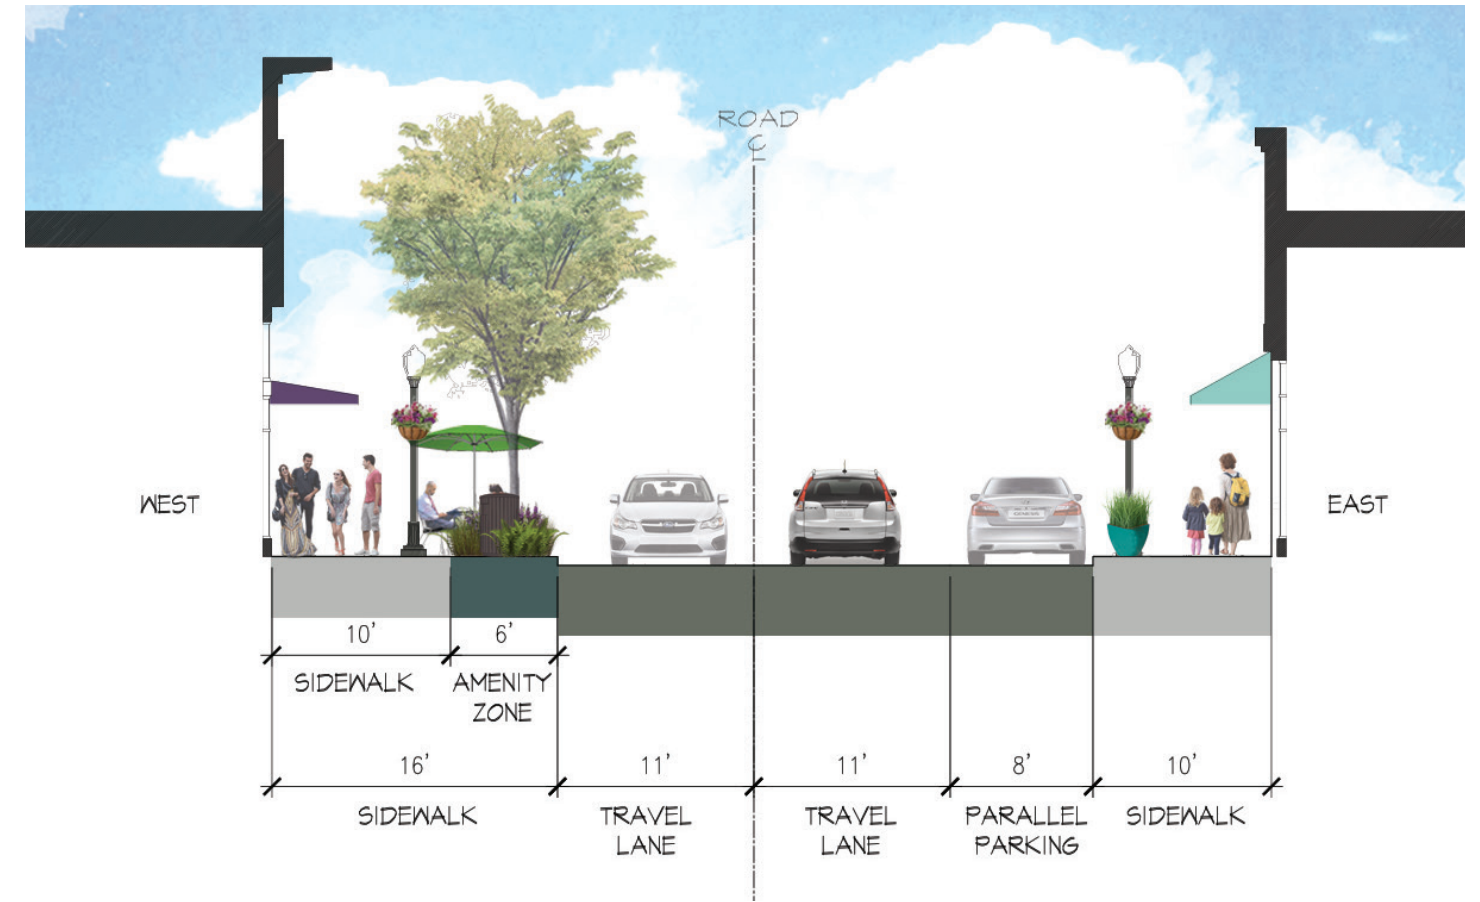 ROAD
CL
WEST
EAST
10'
6'
SIDEWALK
AMENITY
ZONE
16'
11'
11'
8'
10'
SIDEWALK
TRAVEL
LANE
TRAVEL
LANE
PARALLEL
PARKING
SIDEWALK